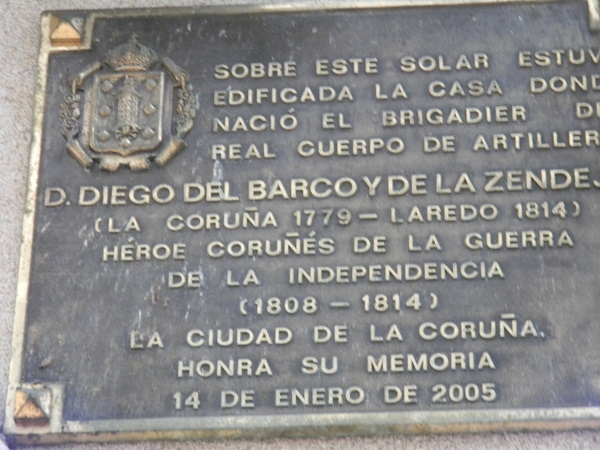 SOBRE ESTE SOLAR ESTUV
EDIFICADA LA CASA DOND
NACIÓ EL BRIGADIER DE
REAL CUERPO DE ARTILLER
D. DIEGO DEL BARCO Y DE LA ZENDEJ
(LA CORUÑA 1779 – LAREDO 1814)
HÉROE CORUÑÉS DE LA GUERRA
DE LA INDEPENDENCIA
(1808 – 1814)
LA CIUDAD DE LA CORUÑA.
HONRA SU MEMORIA
14 DE ENERO DE 2005